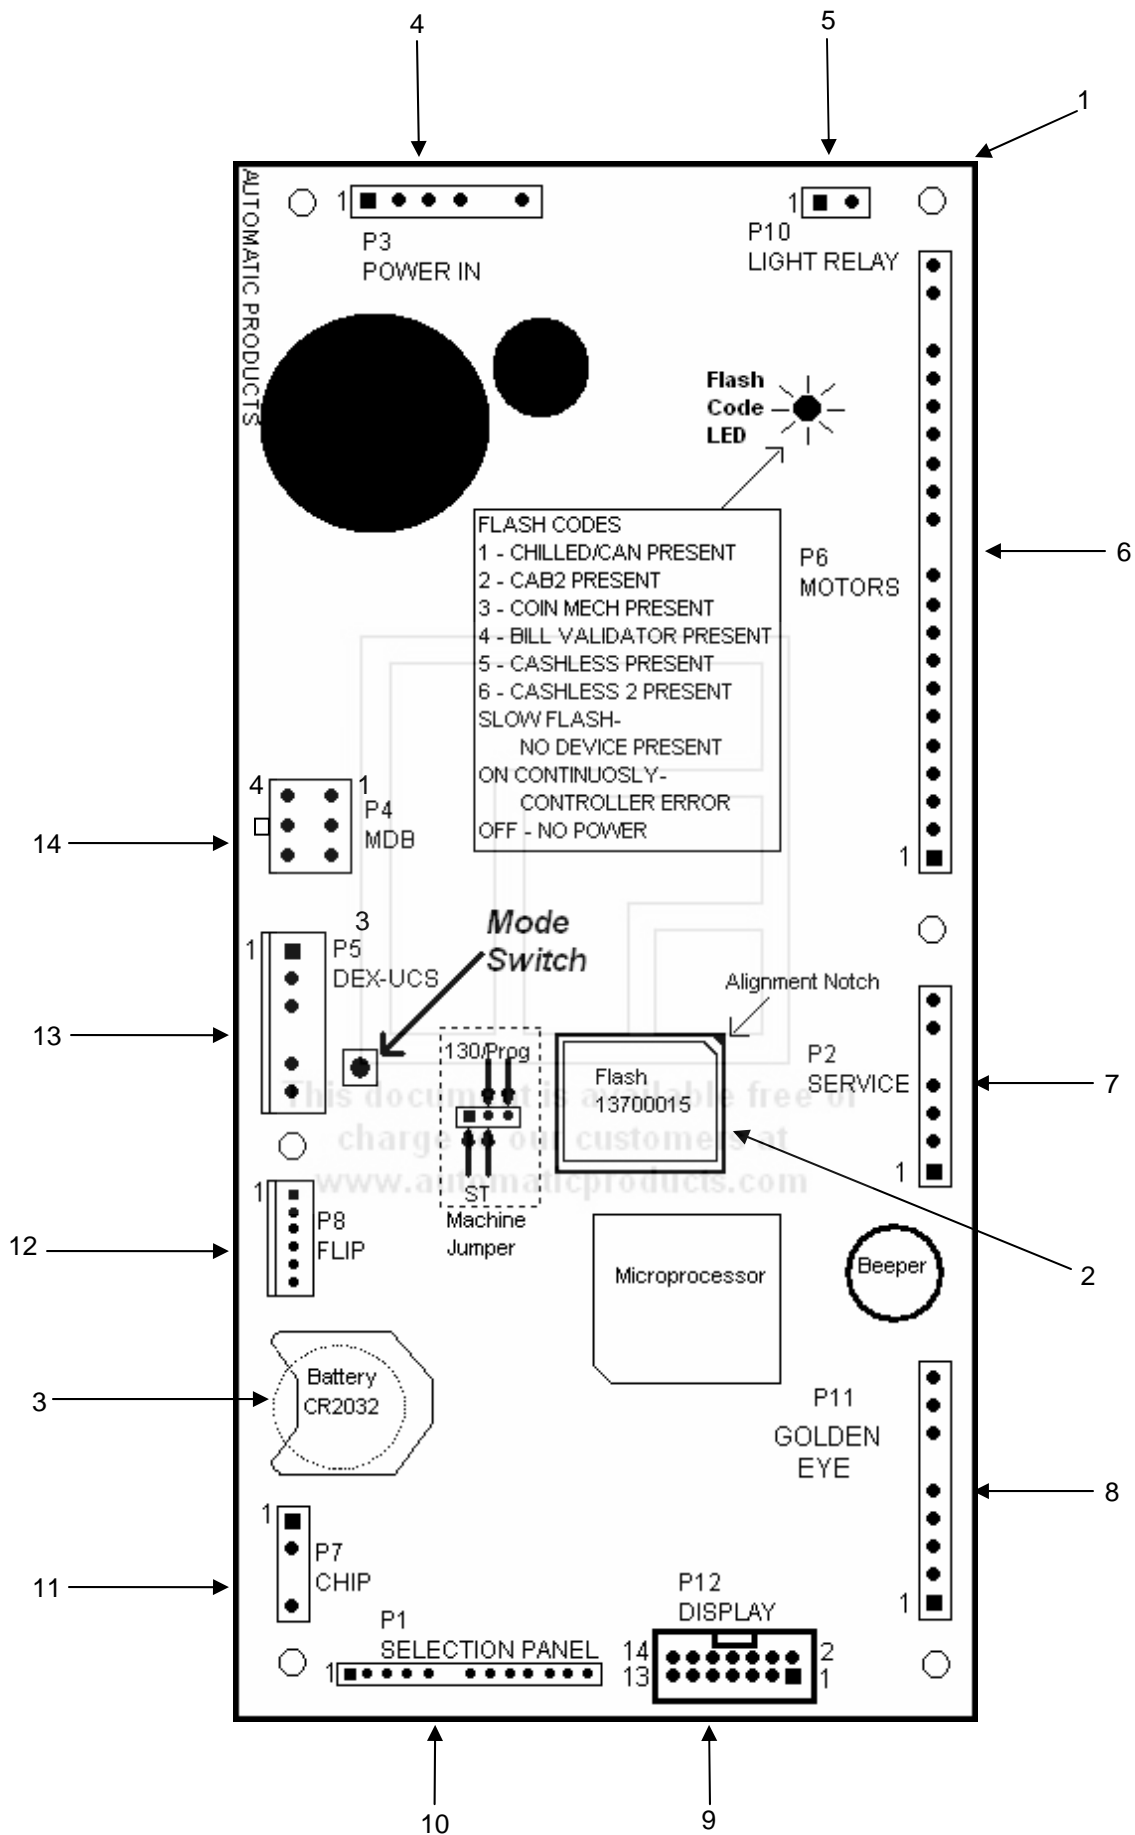 4
5
1
AUTOMATIC PRODUCTS
1
P3
POWER IN
1
P10
LIGHT RELAY
Flash
Code
LED
FLASH CODES
1 - CHILLED/CAN PRESENT
2 - CAB2 PRESENT
3 - COIN MECH PRESENT
4 - BILL VALIDATOR PRESENT
5 - CASHLESS PRESENT
6 - CASHLESS 2 PRESENT
SLOW FLASH-
NO DEVICE PRESENT
ON CONTINUOSLY-
CONTROLLER ERROR
OFF - NO POWER
P6
MOTORS
6
1
4
1
P4
MDB
14
3
1
P5
DEX-UCS
13
Mode
Switch
Alignment Notch
130/Prog
Flash
13700015
P2
SERVICE
7
1
This document is available free of
charge to our customers at
www.automaticproducts.com
ST
Machine
Jumper
1
P8
FLIP
12
Microprocessor
Beeper
2
Battery
CR2032
3
P11
GOLDEN
EYE
8
1
1
P7
CHIP
11
P1
SELECTION PANEL
1
P12
DISPLAY
14
2
13
1
10
9